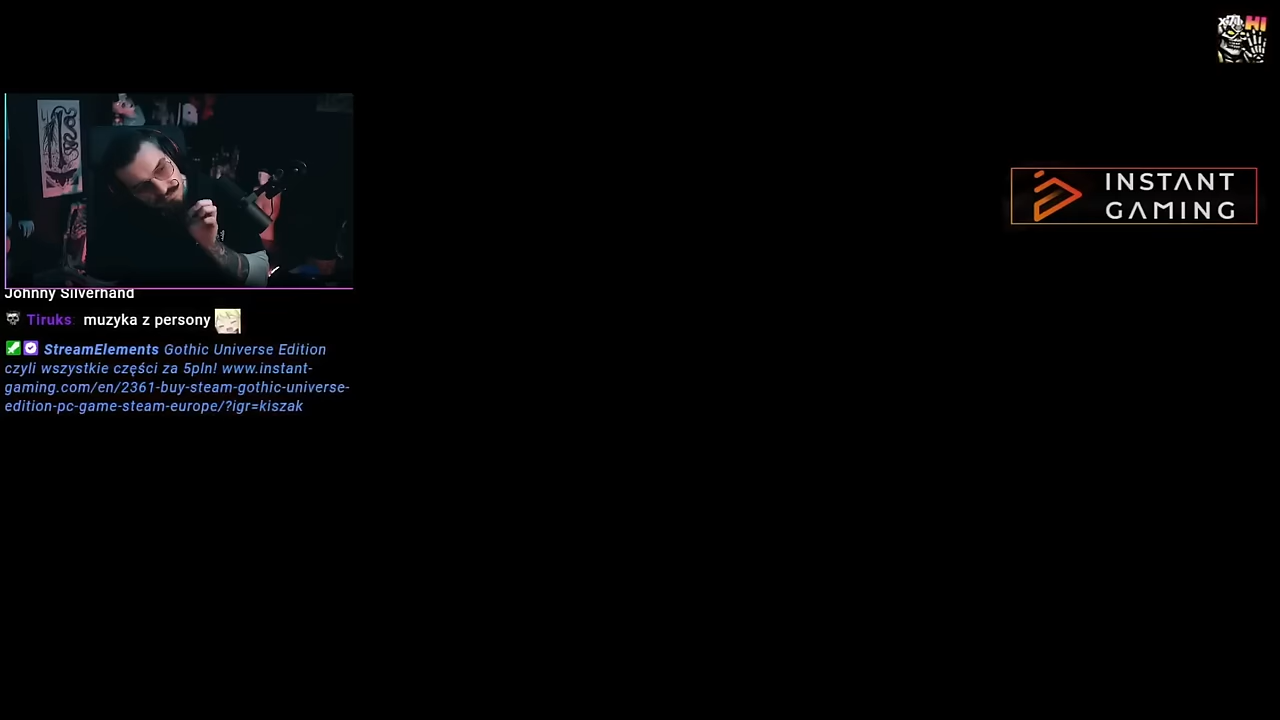 HI
INSTANT
GAMING
Johnny Silverhand
Tiruks: muzyka z persony
StreamElements Gothic Universe Edition
czyli wszystkie części za 5pln! www.instant-
gaming.com/en/2361-buy-steam-gothic-universe-
edition-pc-game-steam-europe/?igr=kiszak